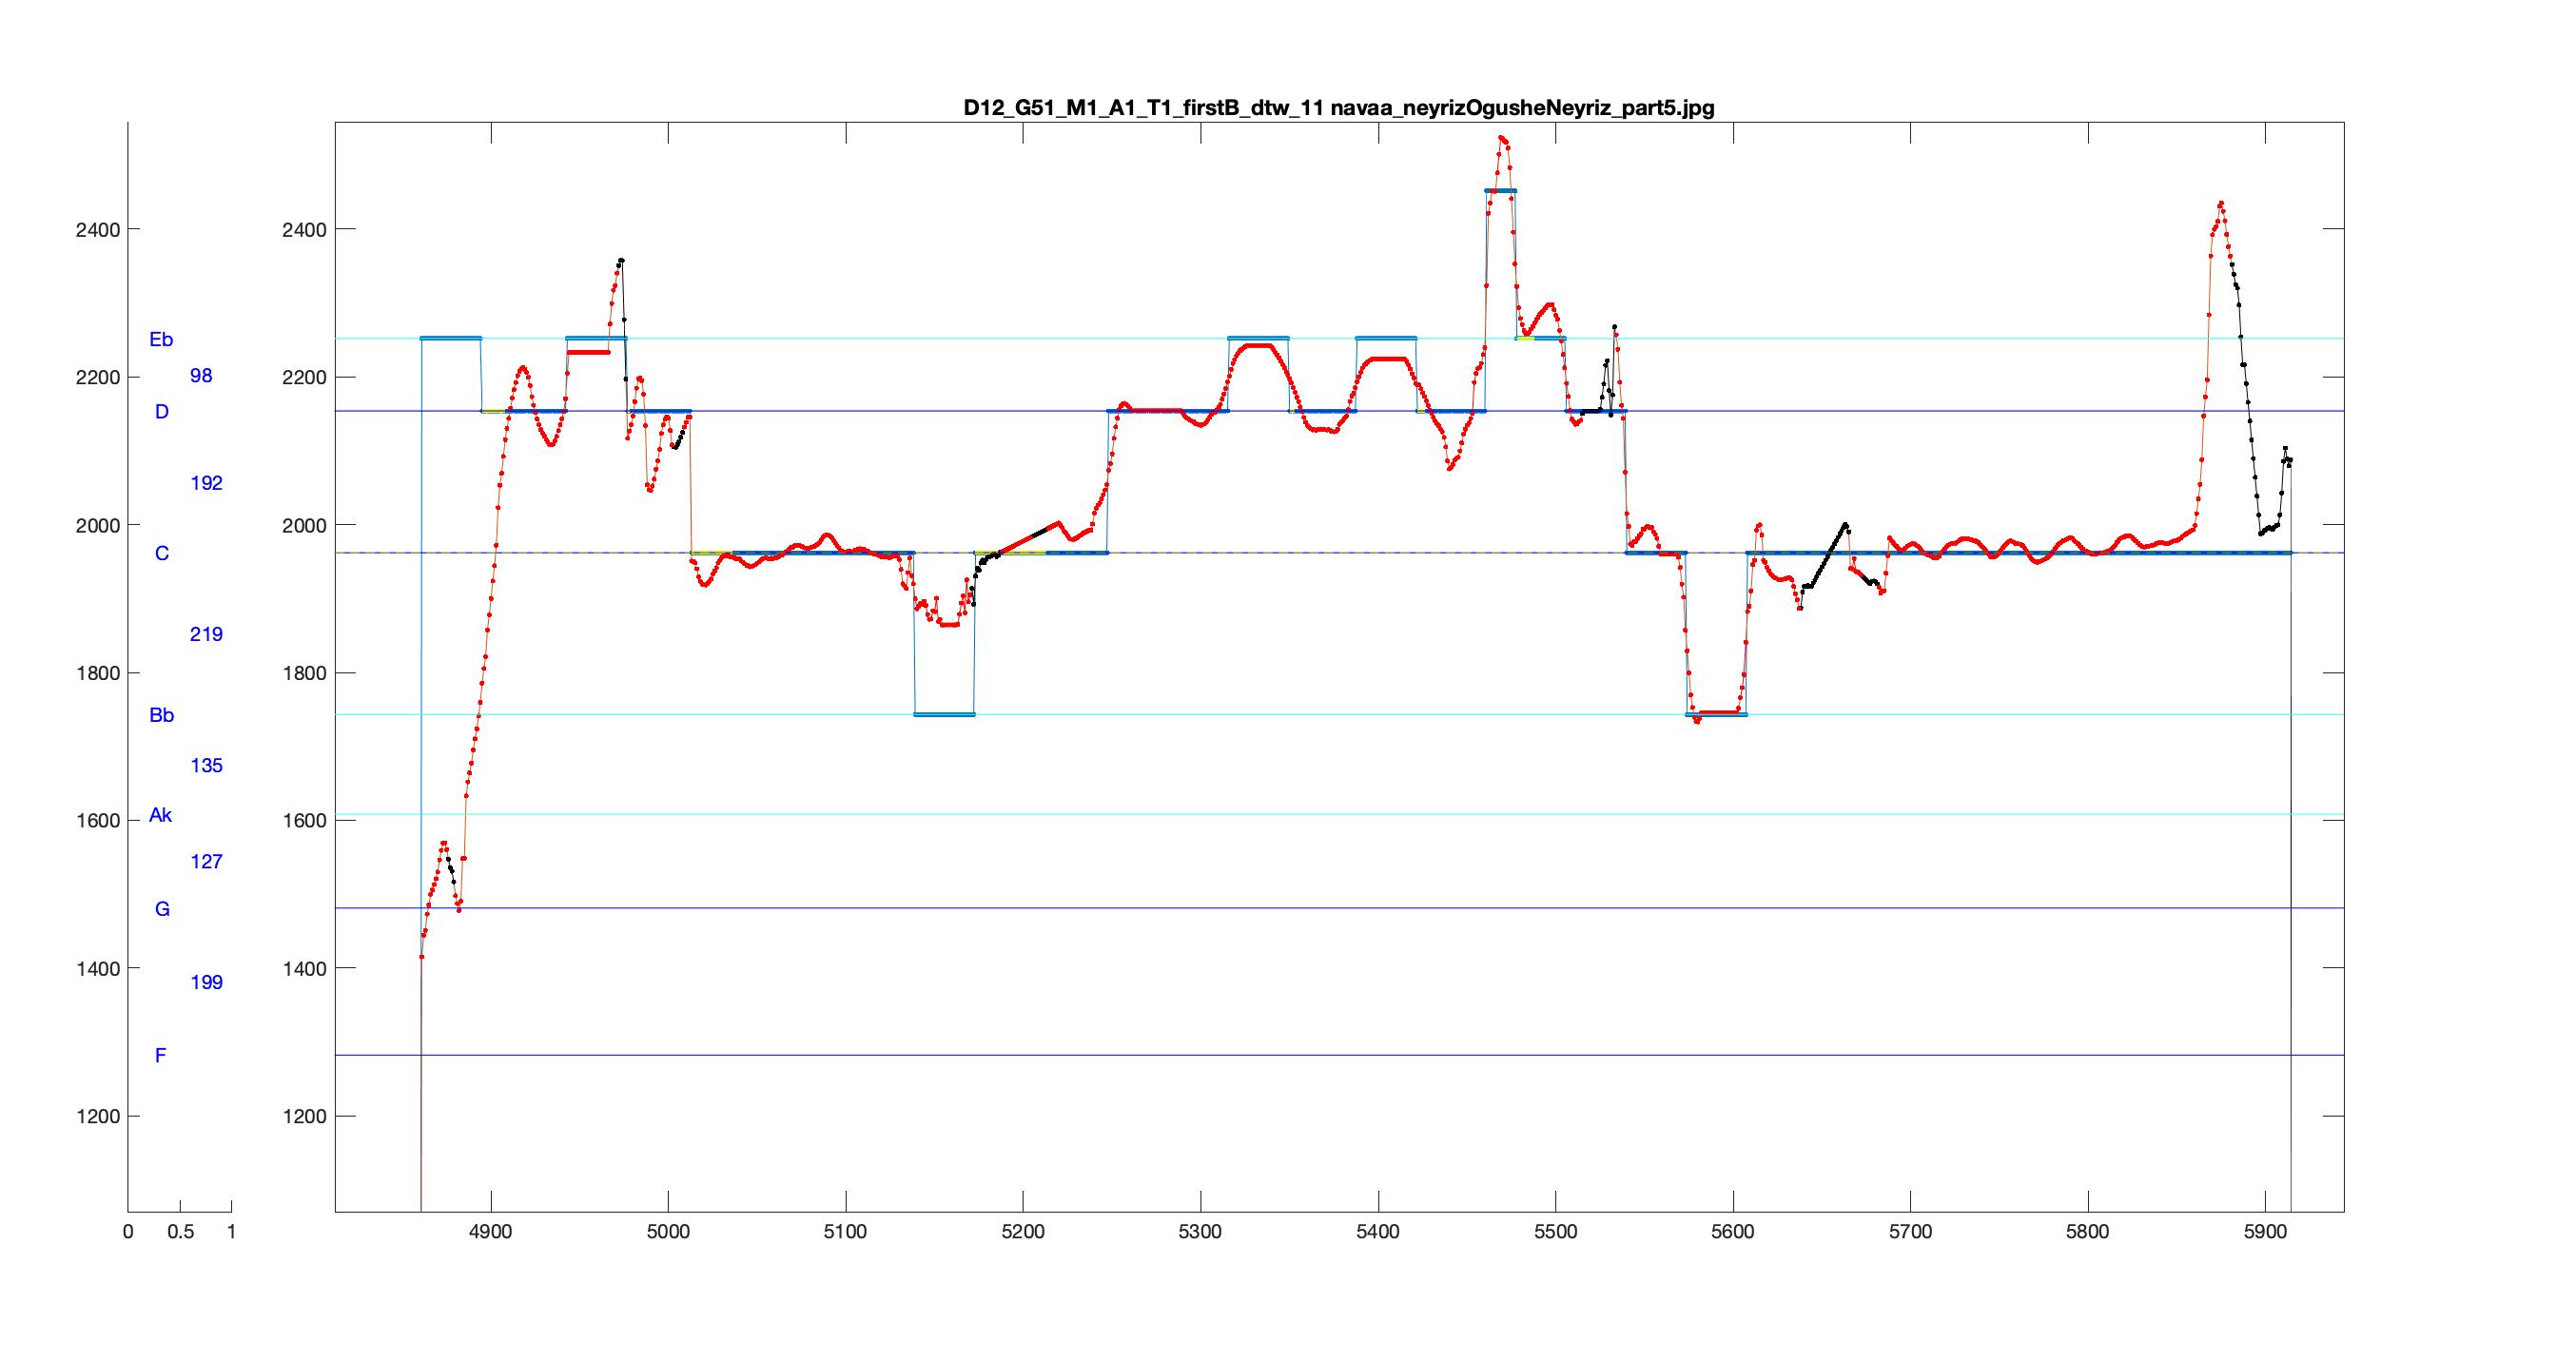 D12_G51_M1_A1_T1_firstB_dtw_11 navaa_neyrizOgusheNeyriz_part5.jpg
2400 2400
Eb
98
2200 2200
D
192
2000 2000
C
219
1800 1800
Bb
135
1600 Ak 1600
127
G
1400 199 1400
F
1200 1200
0 0.5 1 4900 5000 5100 5200 5300 5400 5500 5600 5700 5800 5900